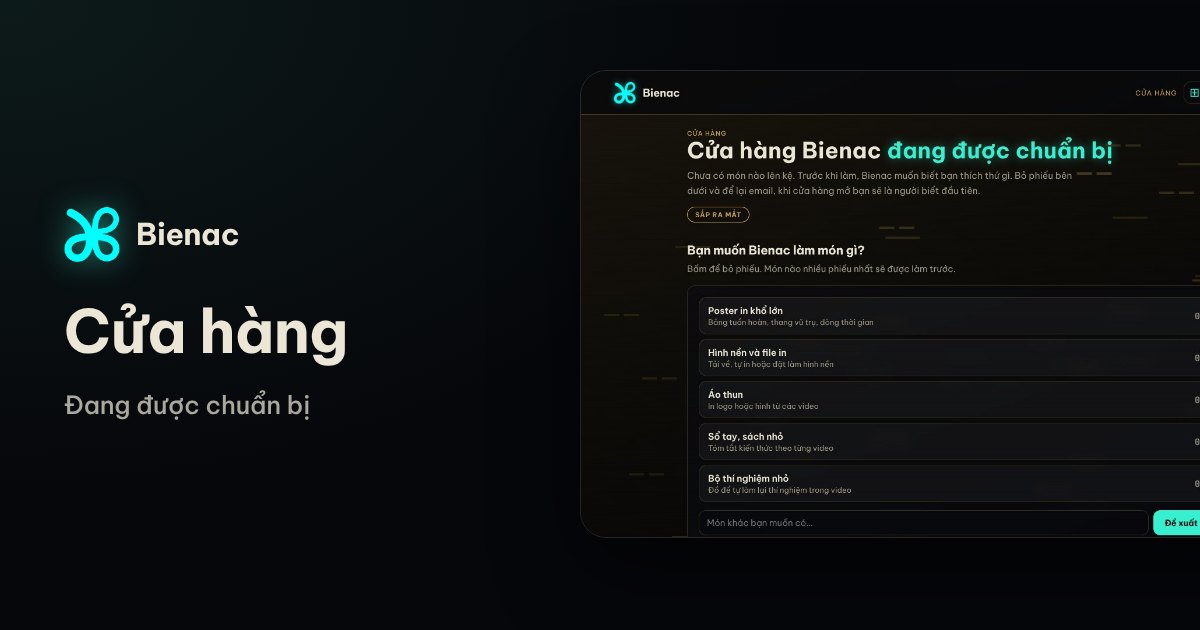 Bienac
Cửa hàng
Đang được chuẩn bị
Bienac
CỬA HÀNG
CỬA HÀNG
Cửa hàng Bienac đang được chuẩn bị
Chưa có món nào lên kệ. Trước khi làm, Bienac muốn biết bạn thích thứ gì. Bỏ phiếu bên
dưới và để lại email, khi cửa hàng mở bạn sẽ là người biết đầu tiên.
SẮP RA MẮT
Bạn muốn Bienac làm món gì?
Bấm để bỏ phiếu. Món nào nhiều phiếu nhất sẽ được làm trước.
Poster in khổ lớn
Bảng tuần hoàn, thang vũ trụ, dòng thời gian
0
Hình nền và file in
Tải về, tự in hoặc đặt làm hình nền
0
Áo thun
In logo hoặc hình từ các video
0
Sổ tay, sách nhỏ
Tóm tắt kiến thức theo từng video
0
Bộ thí nghiệm nhỏ
Đồ để tự làm lại thí nghiệm trong video
0
Món khác bạn muốn có...
Đề xuất